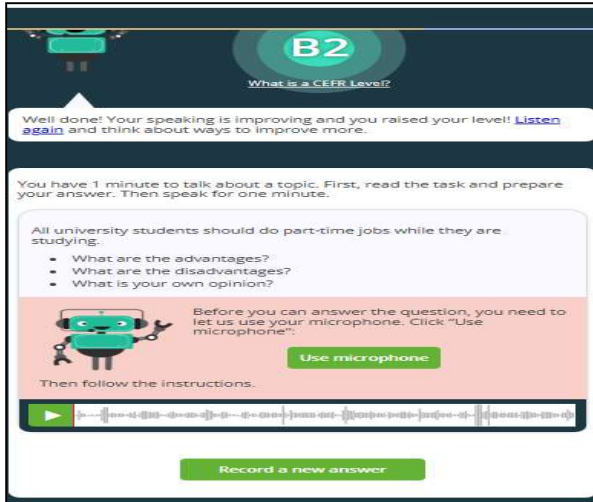 B2
What is a CEFR Level?
Well done! Your speaking is improving and you raised your level! Listen
again and think about ways to improve more.
You have 1 minute to talk about a topic. First, read the task and prepare
your answer. Then speak for one minute.
All university students should do part-time jobs while they are
studying.
• What are the advantages?
• What are the disadvantages?
• What is your own opinion?
Before you can answer the question, you need to
let us use your microphone. Click "Use
microphone":
Use microphone
Then follow the instructions.
Record a new answer